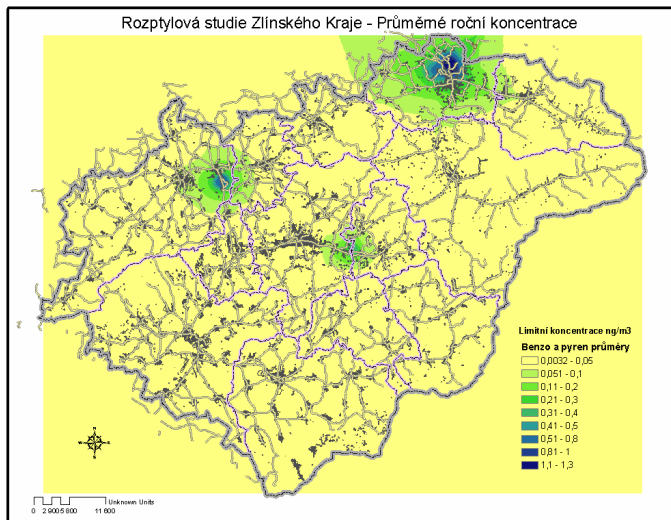 Rozptylová studie Zlínského Kraje - Průměrné roční koncentrace
Limitní koncentrace ng/m3
Benzo a pyren průměry
0,0032 - 0,05
0,051 - 0,1
0,11 - 0,2
0,21 - 0,3
0,31 - 0,4
0,41 - 0,5
0,51 - 0,8
0,81 - 1
1,1 - 1,3
N
W E
S
Unknown Units
0 2 900 5 800 11 600